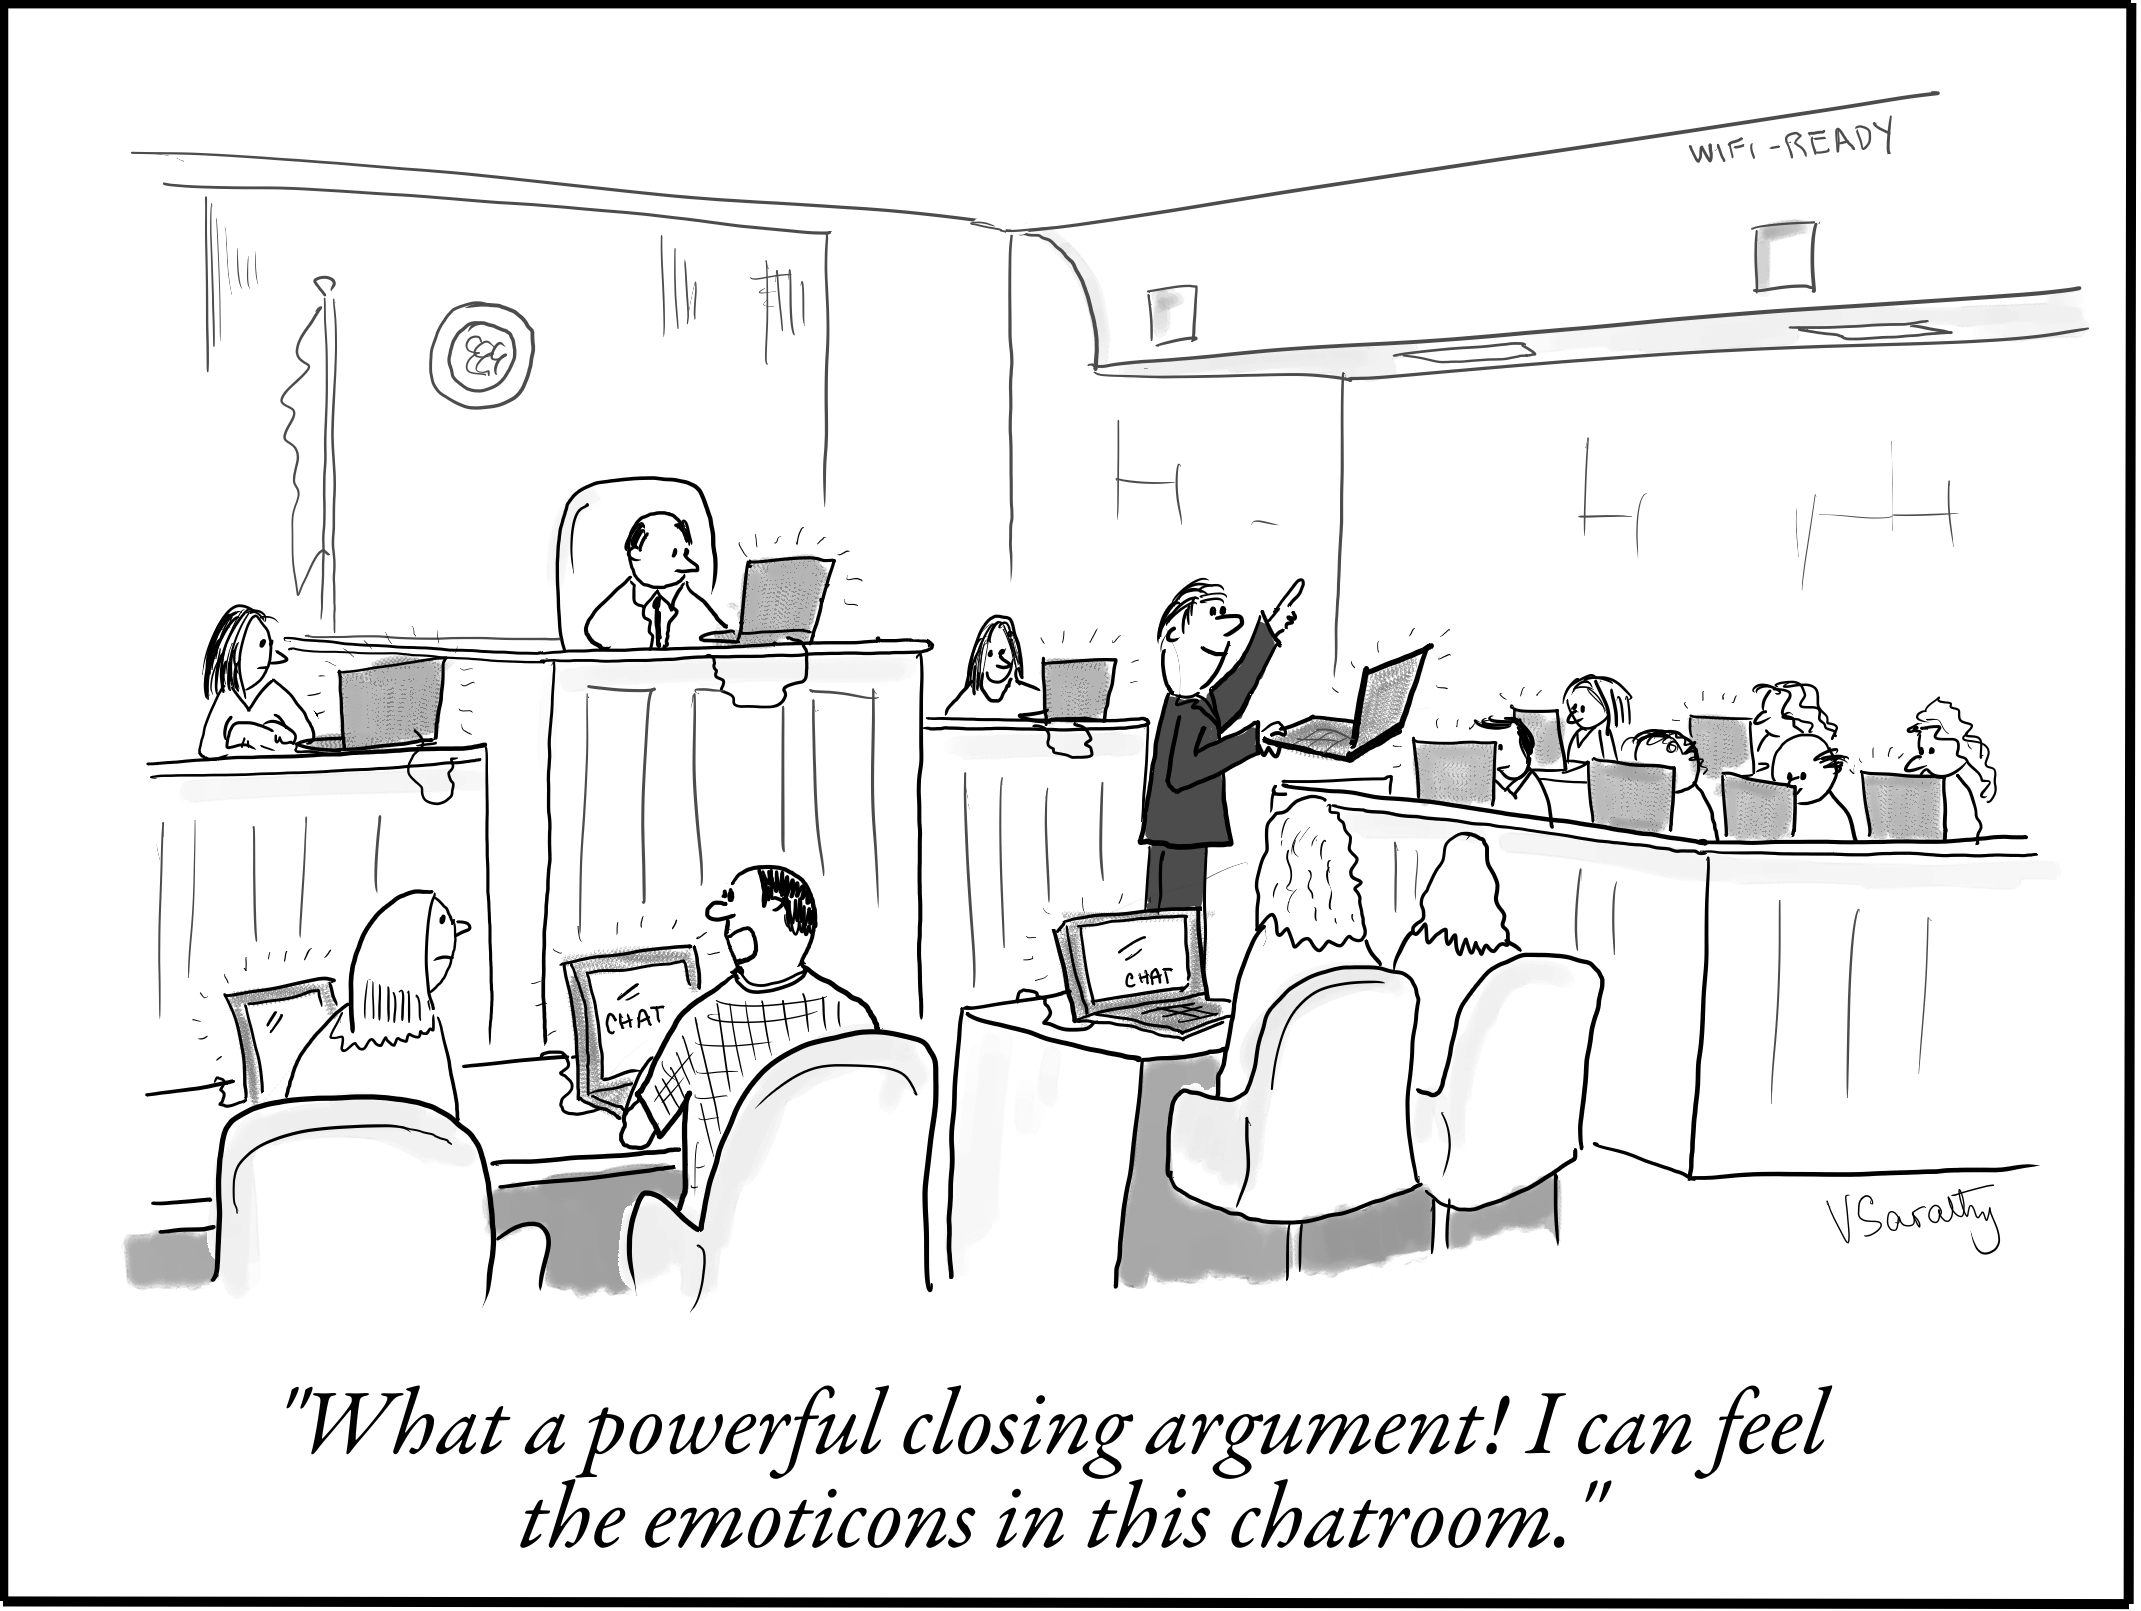 WIFI-READY
CHAT
CHAT
VSarathy
"What a powerful closing argument! I can feel
the emoticons in this chatroom."